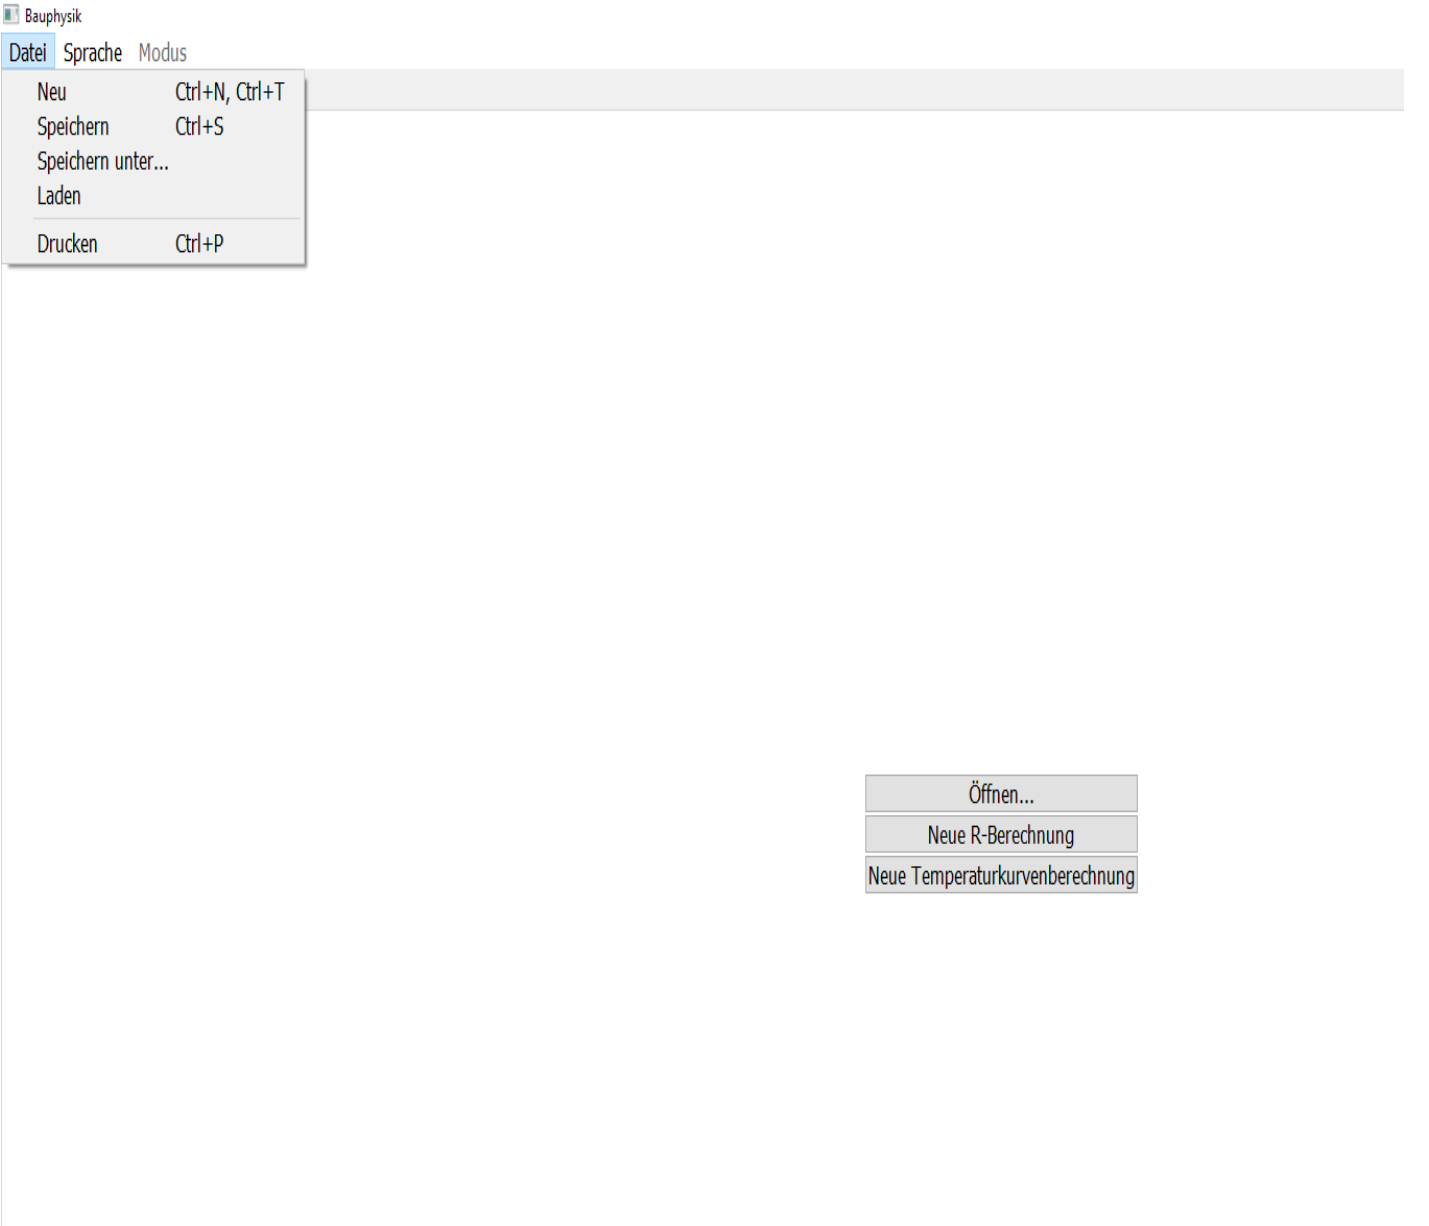 Bauphysik
Datei Sprache Modus
Neu Ctrl+N, Ctrl+T
Speichern Ctrl+S
Speichern unter...
Laden
Drucken Ctrl+P
Öffnen...
Neue R-Berechnung
Neue Temperaturkurvenberechnung